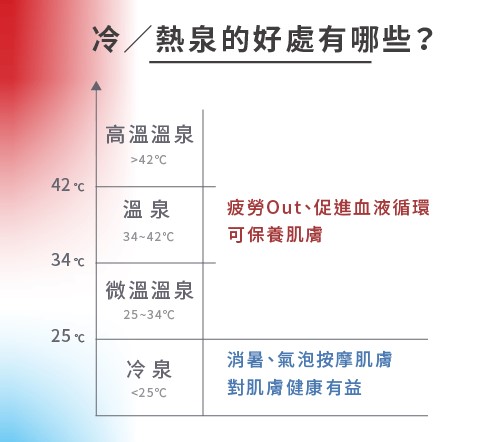 冷／熱泉的好處有哪些？
高溫溫泉
>42℃
42℃
溫泉
34~42℃
疲勞Out、促進血液循環
可保養肌膚
34℃
微溫溫泉
25~34℃
25℃
冷泉
<25℃
消暑、氣泡按摩肌膚
對肌膚健康有益